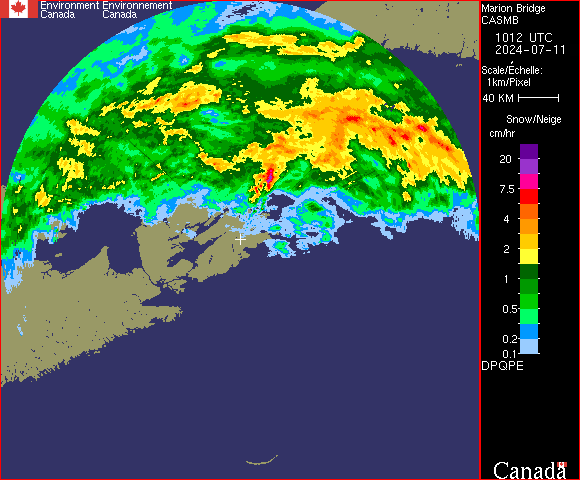 Environment Environnement
Canada Canada
Marion Bridge
CASMB
1012 UTC
2024-07-11
Scale/Échelle:
1km/Pixel
40 KM
Snow/Neige
cm/hr
20
7.5
4
2
1
0.5
0.2
0.1
DPQPE
Canada